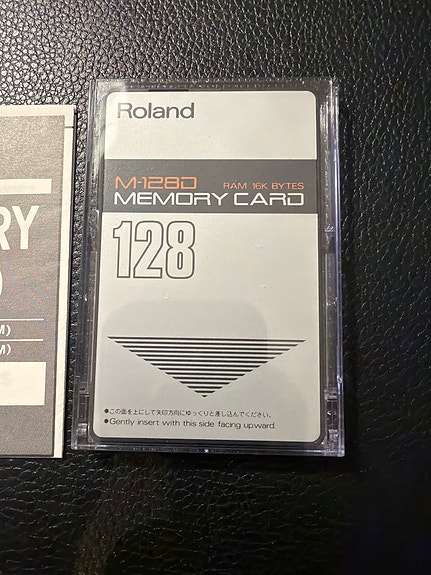 Roland
M-128D RAM 16K BYTES
MEMORY CARD
128
●この面を上にして矢印方向にゆっくりと差し込んでください。
●Gently insert with this side facing upward.
RY
)
M)
M)